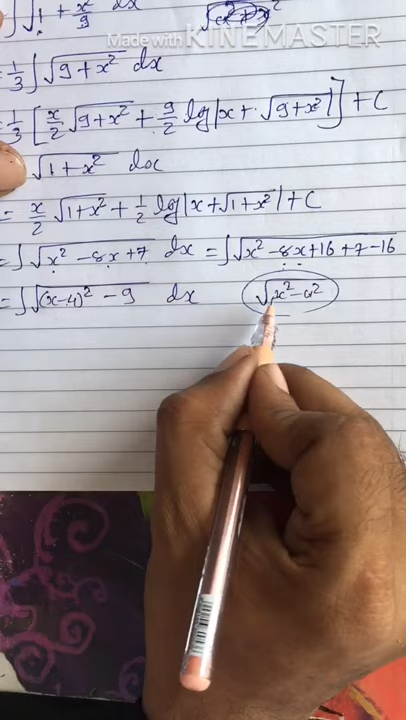 ∫√1 + x²/9 dx
Made with KINEMASTER
= 1/3 ∫√9+x² dx
= 1/3 [x/2 √9+x² + 9/2 log|x + √9+x²|] + C
√1+x² dx
= x/2 √1+x² + 1/2 log|x+√1+x²| + C
= ∫√x² - 8x + 7 dx = ∫√x² - 8x + 16 + 7 - 16
= ∫√(x-4)² - 9 dx √x² - a²